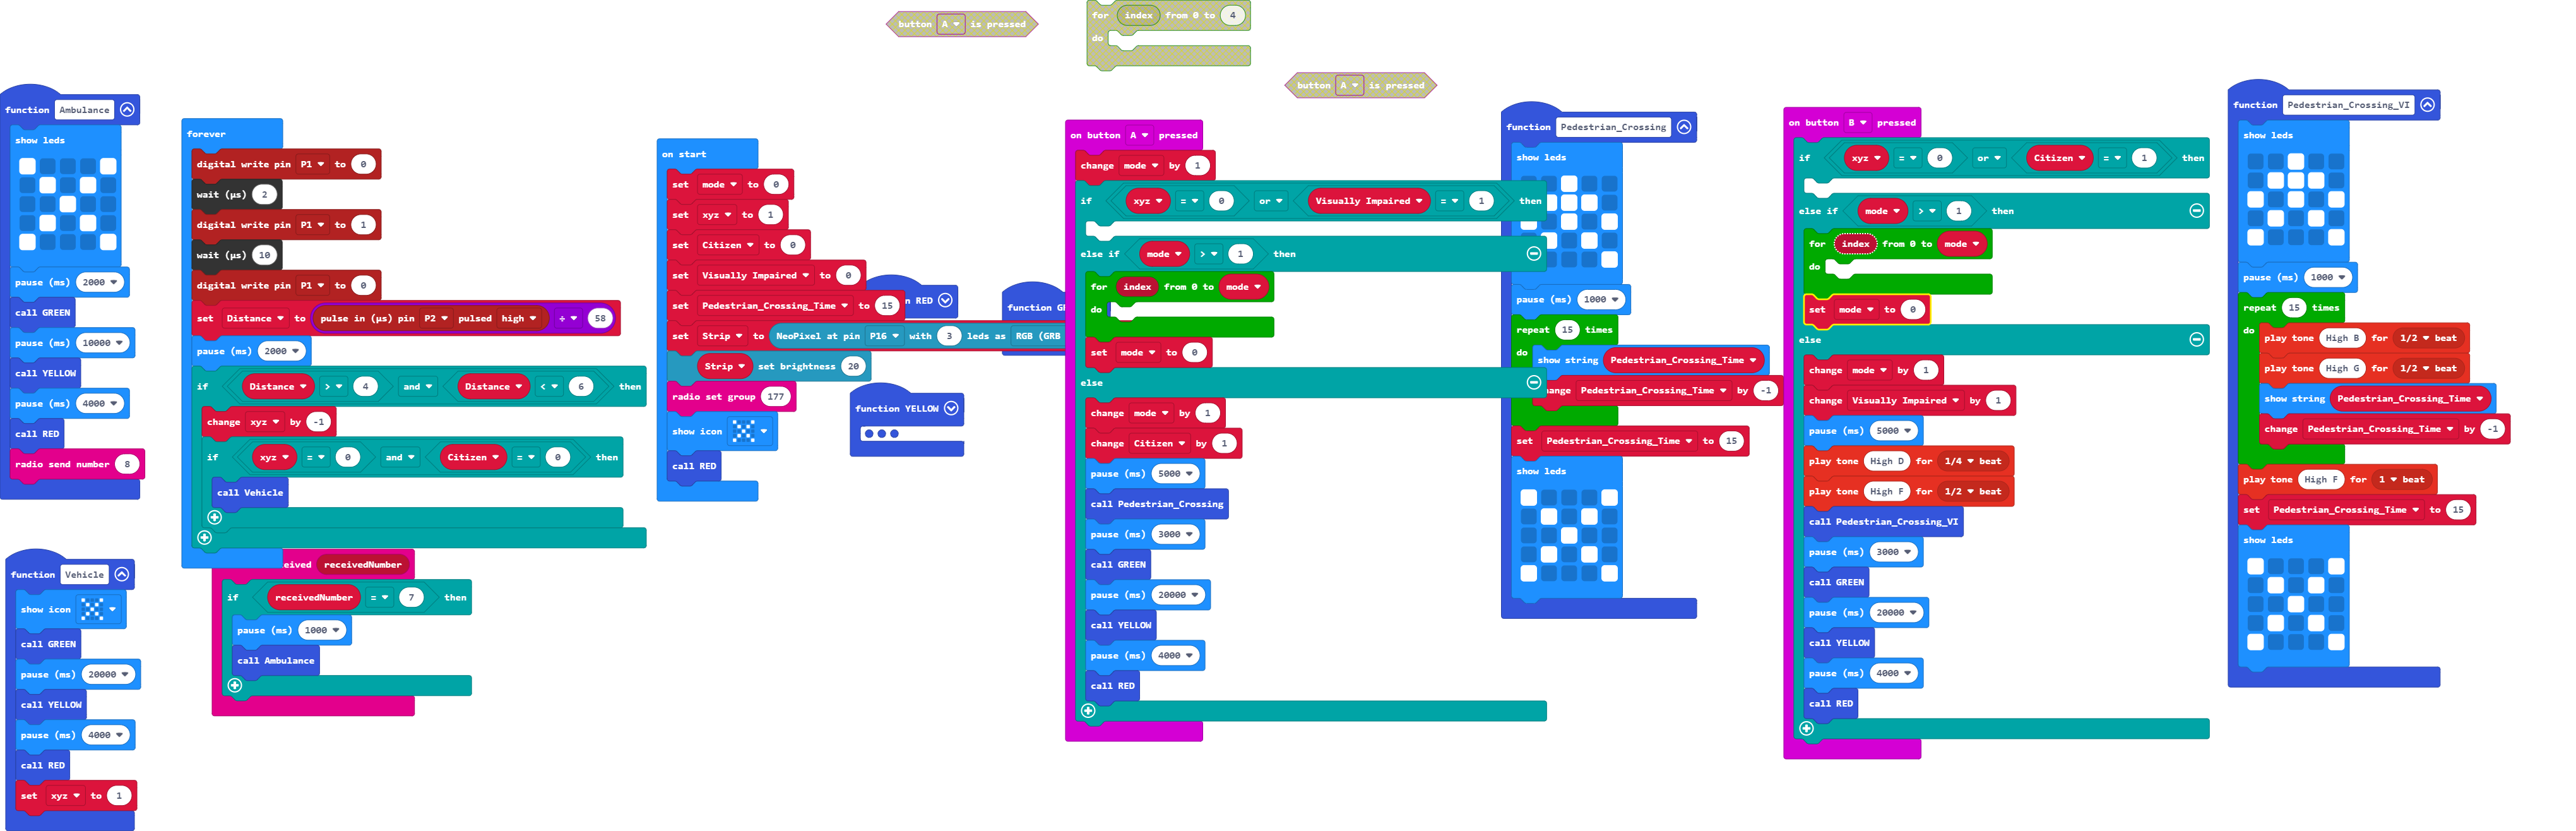 button A is pressed
for index from 0 to 4
do
button A is pressed
function Ambulance
show leds
pause (ms) 2000
call GREEN
pause (ms) 10000
call YELLOW
pause (ms) 4000
call RED
radio send number 8
function Vehicle
show icon
call GREEN
pause (ms) 20000
call YELLOW
pause (ms) 4000
call RED
set xyz to 1
forever
digital write pin P1 to 0
wait (µs) 2
digital write pin P1 to 1
wait (µs) 10
digital write pin P1 to 0
set Distance to pulse in (µs) pin P2 pulsed high ÷ 58
pause (ms) 2000
if Distance > 4 and Distance < 6 then
change xyz by -1
if xyz = 0 and Citizen = 0 then
call Vehicle
eived receivedNumber
if receivedNumber = 7 then
pause (ms) 1000
call Ambulance
on start
set mode to 0
set xyz to 1
set Citizen to 0
set Visually Impaired to 0
set Pedestrian_Crossing_Time to 15
set Strip to NeoPixel at pin P16 with 3 leds as RGB (GRB
Strip set brightness 20
radio set group 177
show icon
call RED
n RED
function GR
function YELLOW
on button A pressed
change mode by 1
if xyz = 0 or Visually Impaired = 1 then
else if mode > 1 then
for index from 0 to mode
do
set mode to 0
else
change mode by 1
change Citizen by 1
pause (ms) 5000
call Pedestrian_Crossing
pause (ms) 3000
call GREEN
pause (ms) 20000
call YELLOW
pause (ms) 4000
call RED
function Pedestrian_Crossing
show leds
pause (ms) 1000
repeat 15 times
do show string Pedestrian_Crossing_Time
ange Pedestrian_Crossing_Time by -1
set Pedestrian_Crossing_Time to 15
show leds
on button B pressed
if xyz = 0 or Citizen = 1 then
else if mode > 1 then
for index from 0 to mode
do
set mode to 0
else
change mode by 1
change Visually Impaired by 1
pause (ms) 5000
play tone High D for 1/4 beat
play tone High F for 1/2 beat
call Pedestrian_Crossing_VI
pause (ms) 3000
call GREEN
pause (ms) 20000
call YELLOW
pause (ms) 4000
call RED
function Pedestrian_Crossing_VI
show leds
pause (ms) 1000
repeat 15 times
do play tone High B for 1/2 beat
play tone High G for 1/2 beat
show string Pedestrian_Crossing_Time
change Pedestrian_Crossing_Time by -1
play tone High F for 1 beat
set Pedestrian_Crossing_Time to 15
show leds